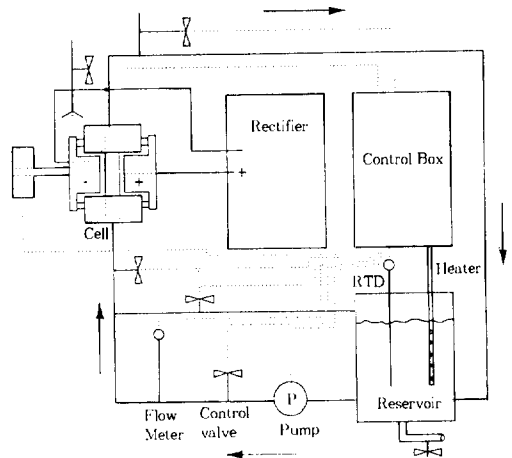 Rectifier
Control Box
-
+
+
Cell
RTD
Heater
Reservoir
P
Flow
Meter
Control
valve
Pump